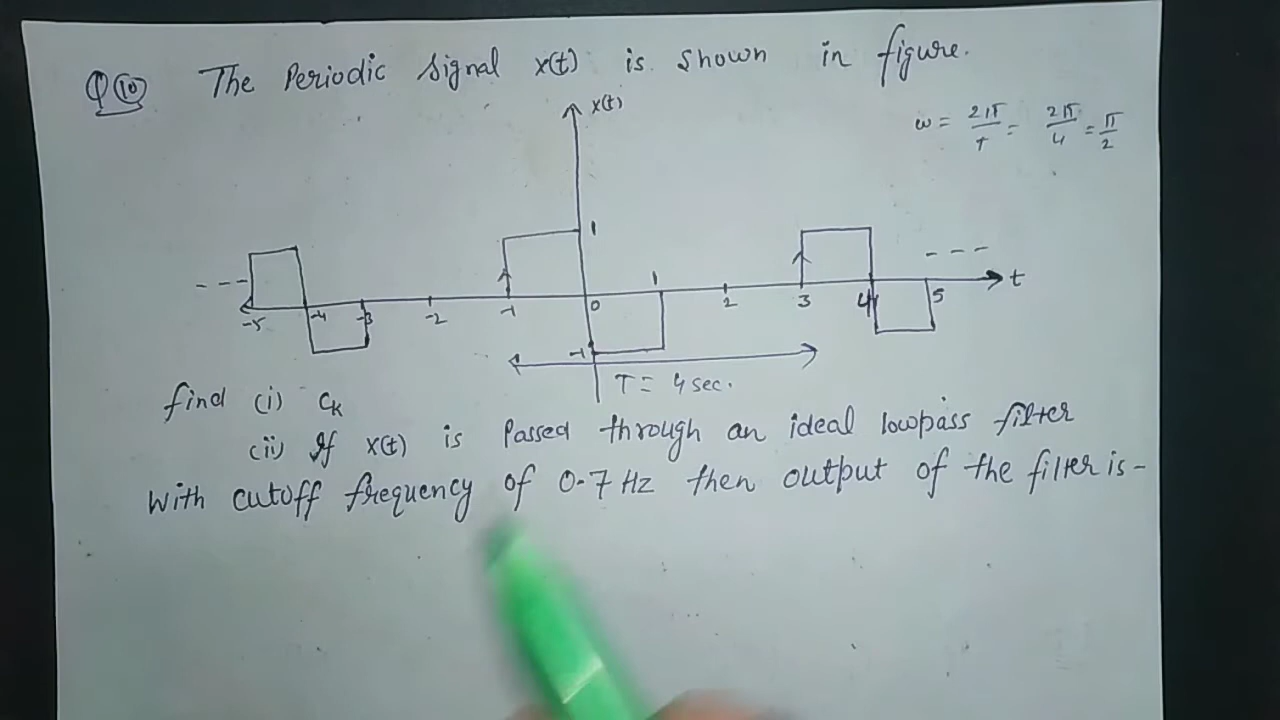 Q⑩ The Periodic Signal x(t) is shown in figure.
x(t)
ω = 2π/T = 2π/4 = π/2
1
1
-5 -4 -3 -2 -1 0 2 3 4 5 t
-1
T = 4 sec.
find (i) CK
(ii) If x(t) is Passed through an ideal lowpass filter
with cutoff frequency of 0.7 Hz then output of the filter is -